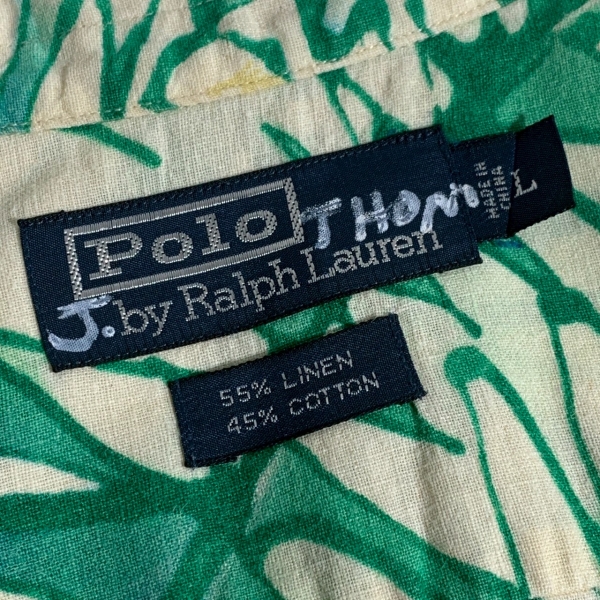 Polo
by Ralph Lauren
J. THOM
MADE IN
CHINA
L
55% LINEN
45% COTTON